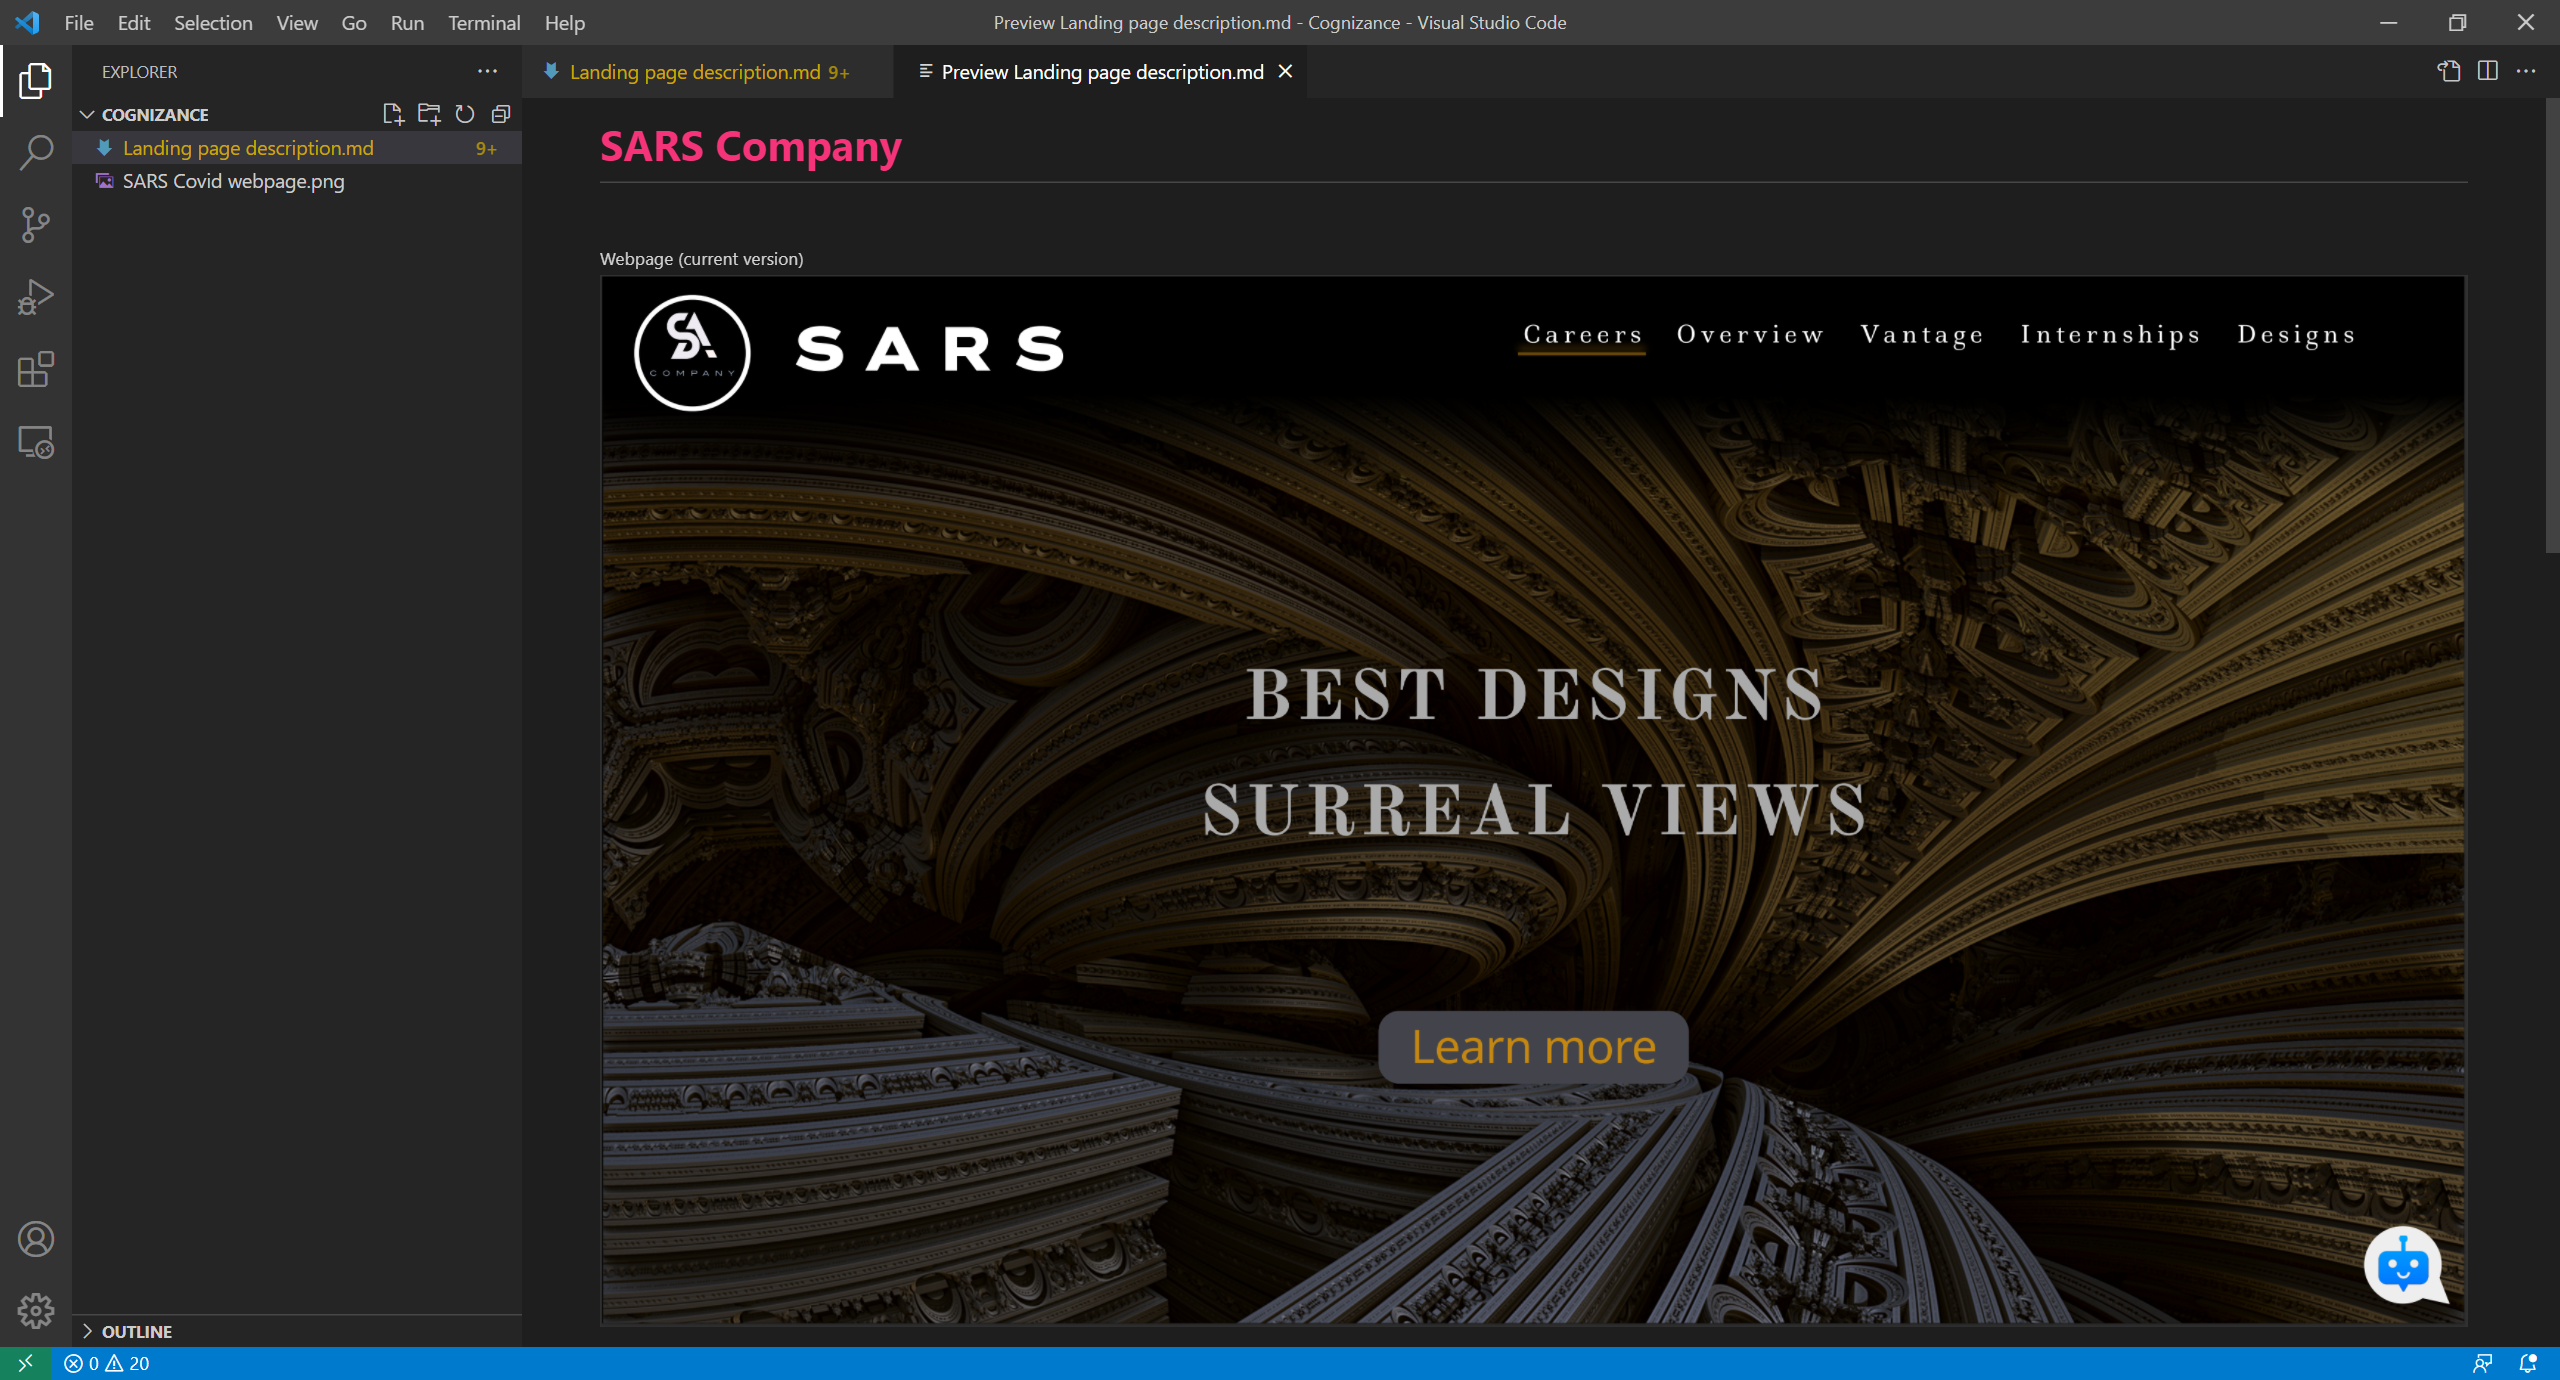 File Edit Selection View Go Run Terminal Help
Preview Landing page description.md - Cognizance - Visual Studio Code
EXPLORER
Landing page description.md 9+
Preview Landing page description.md
COGNIZANCE
Landing page description.md 9+
SARS Covid webpage.png
SARS Company
Webpage (current version)
SA
COMPANY
SARS
Careers Overview Vantage Internships Designs
BEST DESIGNS
SURREAL VIEWS
Learn more
OUTLINE
0 20